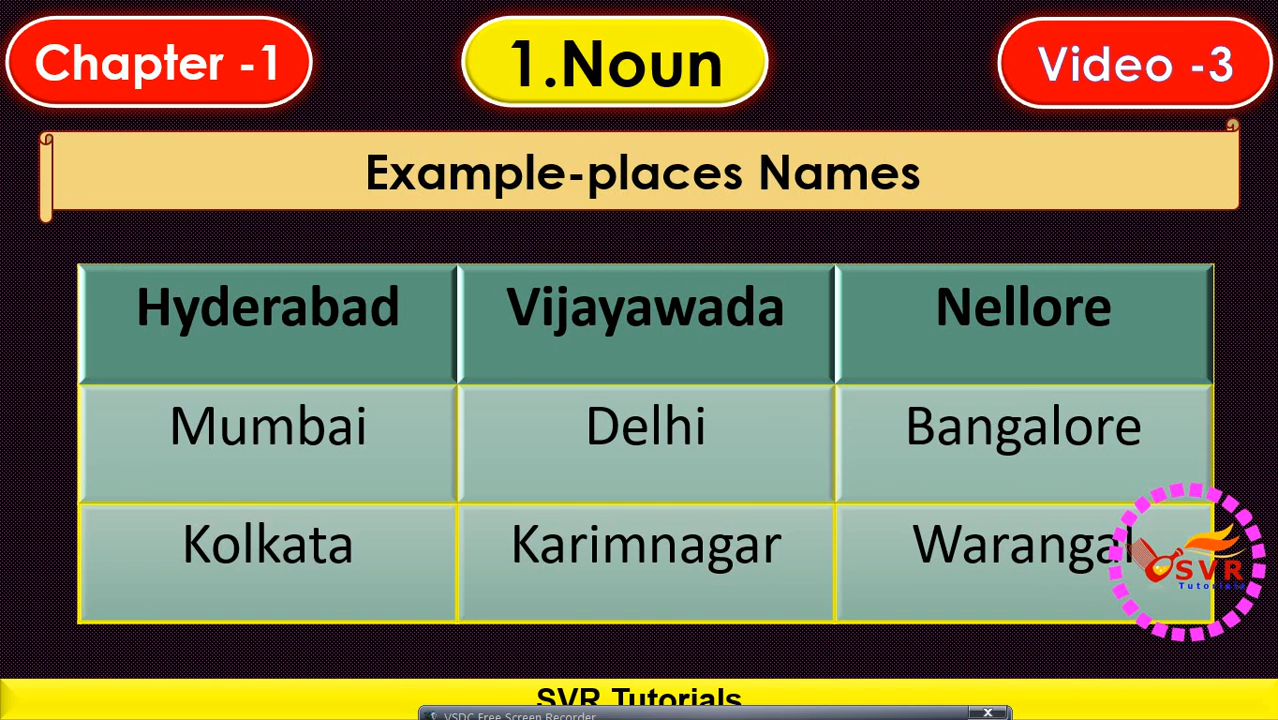 Chapter -1
1.Noun
Video -3
Example-places Names
Hyderabad Vijayawada Nellore
Mumbai Delhi Bangalore
Kolkata Karimnagar Warangal
SVR
Tutorials
SVR Tutorials
VSDC Free Screen Recorder